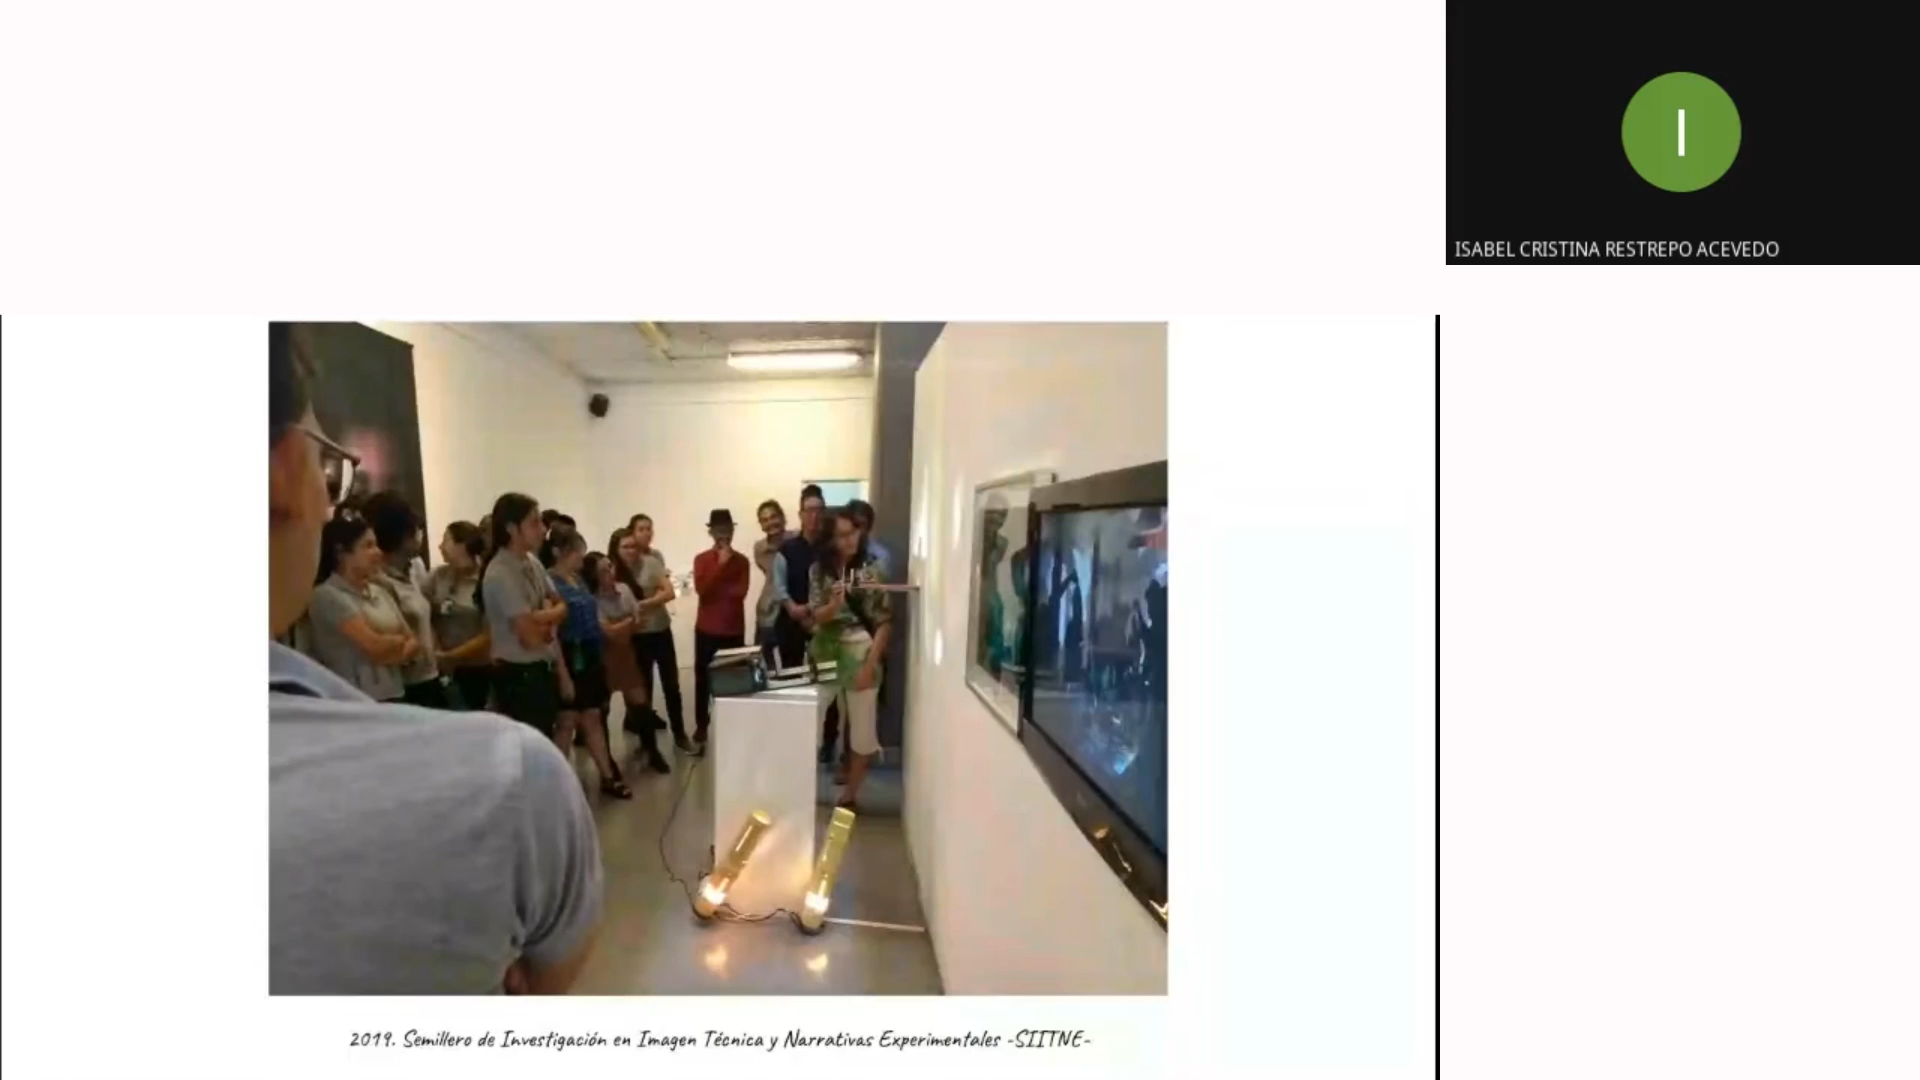 I
ISABEL CRISTINA RESTREPO ACEVEDO
2019. Semillero de Investigación en Imagen Técnica y Narrativas Experimentales -SIITNE-